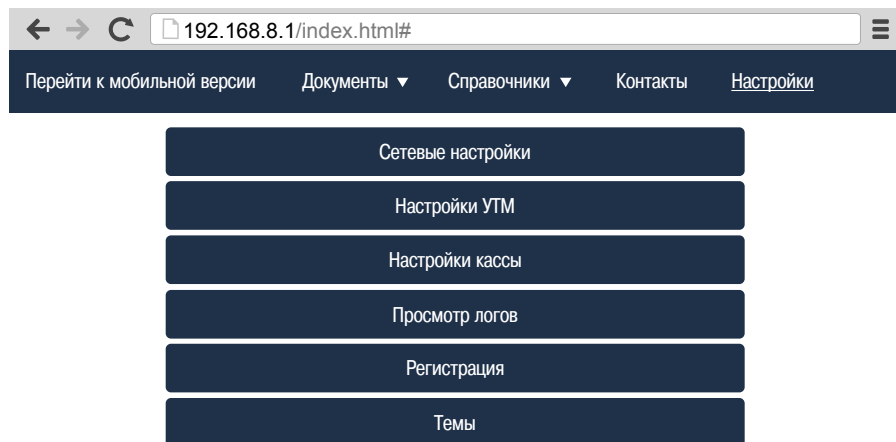 192.168.8.1/index.html#
Перейти к мобильной версии Документы ▼ Справочники ▼ Контакты Настройки
Сетевые настройки
Настройки УТМ
Настройки кассы
Просмотр логов
Регистрация
Темы